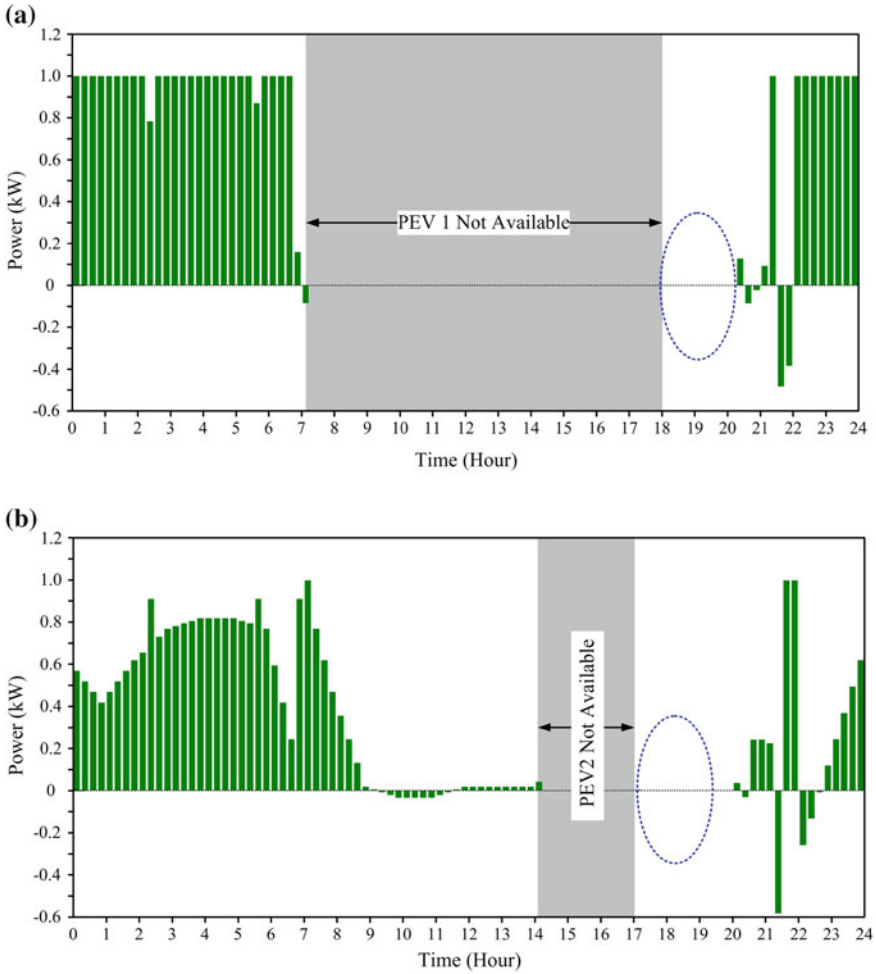 (a)
1.2
1.0
0.8
0.6
0.4
0.2
0
-0.2
-0.4
-0.6
Power (kW)
PEV 1 Not Available
0 1 2 3 4 5 6 7 8 9 10 11 12 13 14 15 16 17 18 19 20 21 22 23 24
Time (Hour)
(b)
1.2
1.0
0.8
0.6
0.4
0.2
0
-0.2
-0.4
-0.6
Power (kW)
PEV2 Not Available
0 1 2 3 4 5 6 7 8 9 10 11 12 13 14 15 16 17 18 19 20 21 22 23 24
Time (Hour)